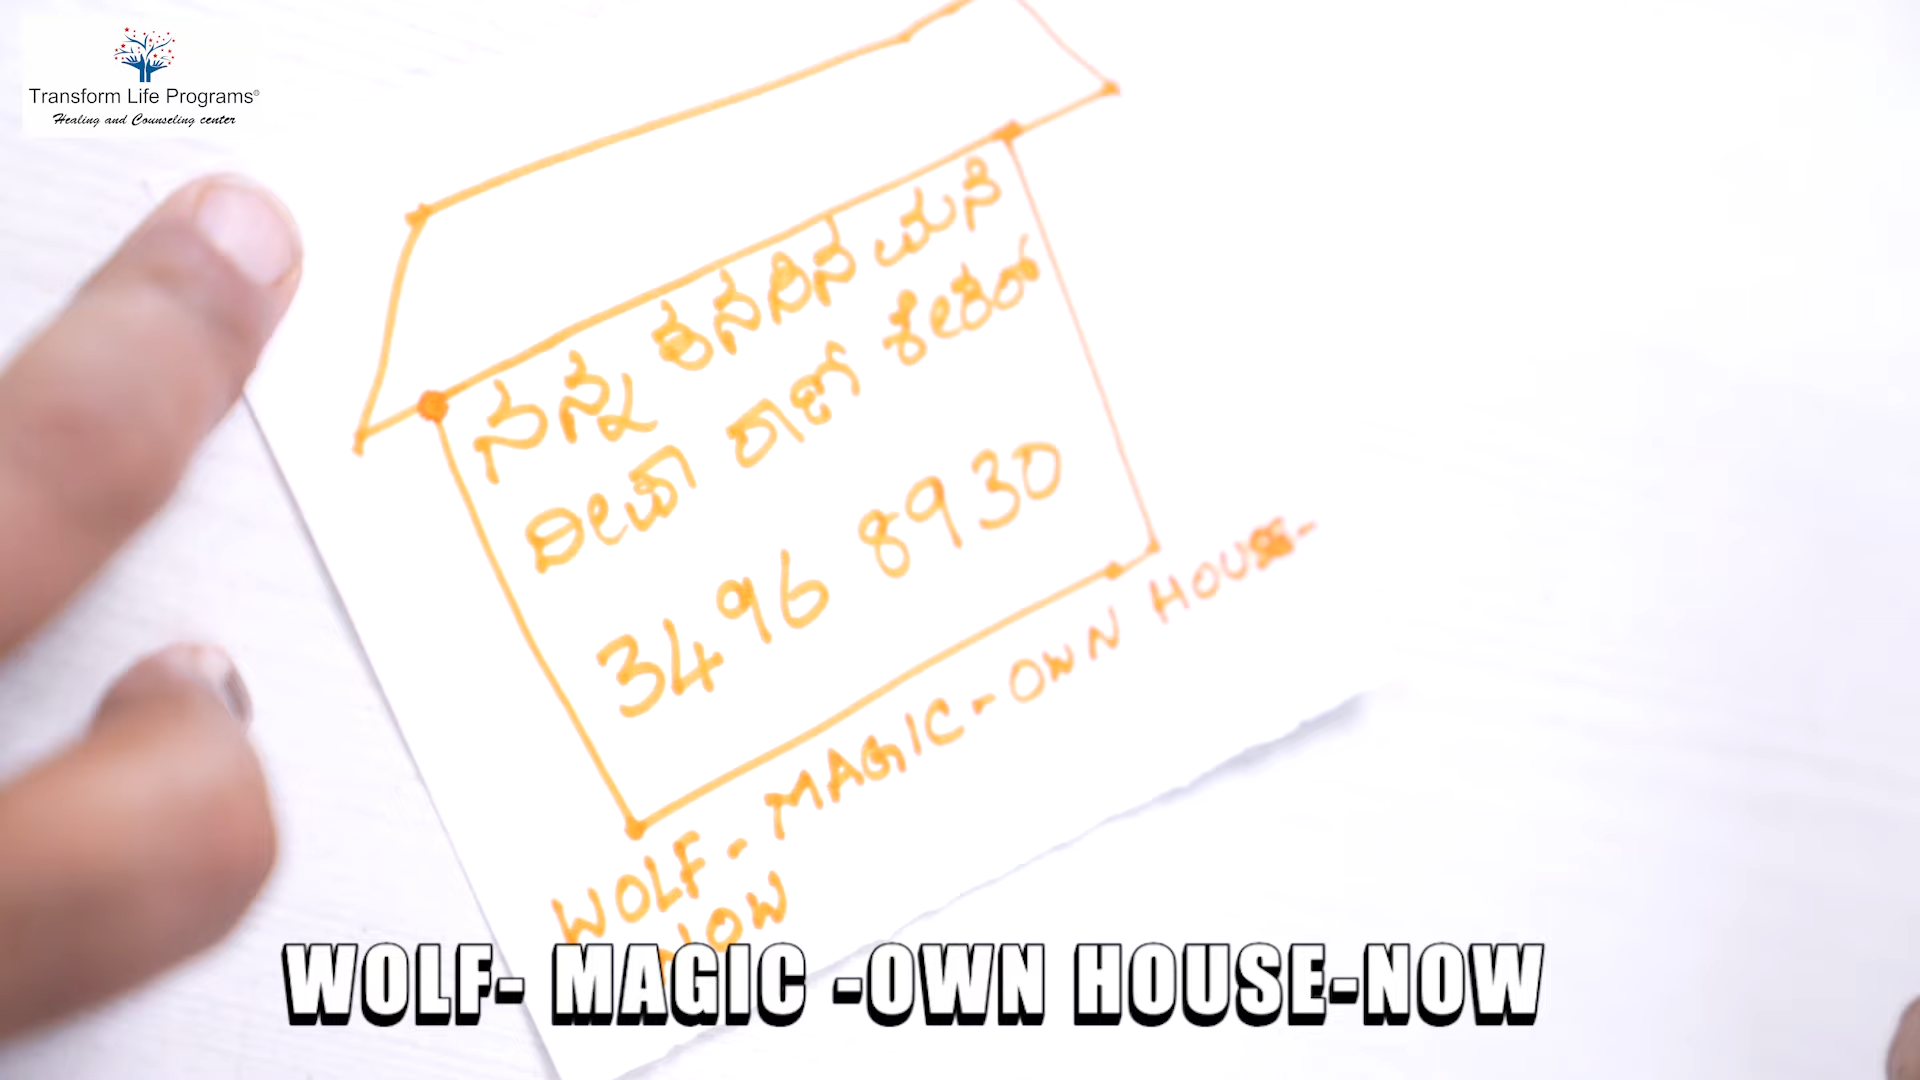 Transform Life Programs®
Healing and Counseling center
ನನ್ನ ಕನಸಿನ ಮನೆ
3496 8930
WOLF - MAGIC - OWN HOUSE -
NOW
WOLF- MAGIC -OWN HOUSE-NOW